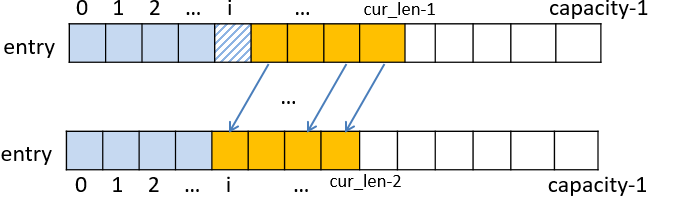 0 1 2 ... i ... cur_len-1 capacity-1
entry
...
entry
0 1 2 ... i ... cur_len-2 capacity-1